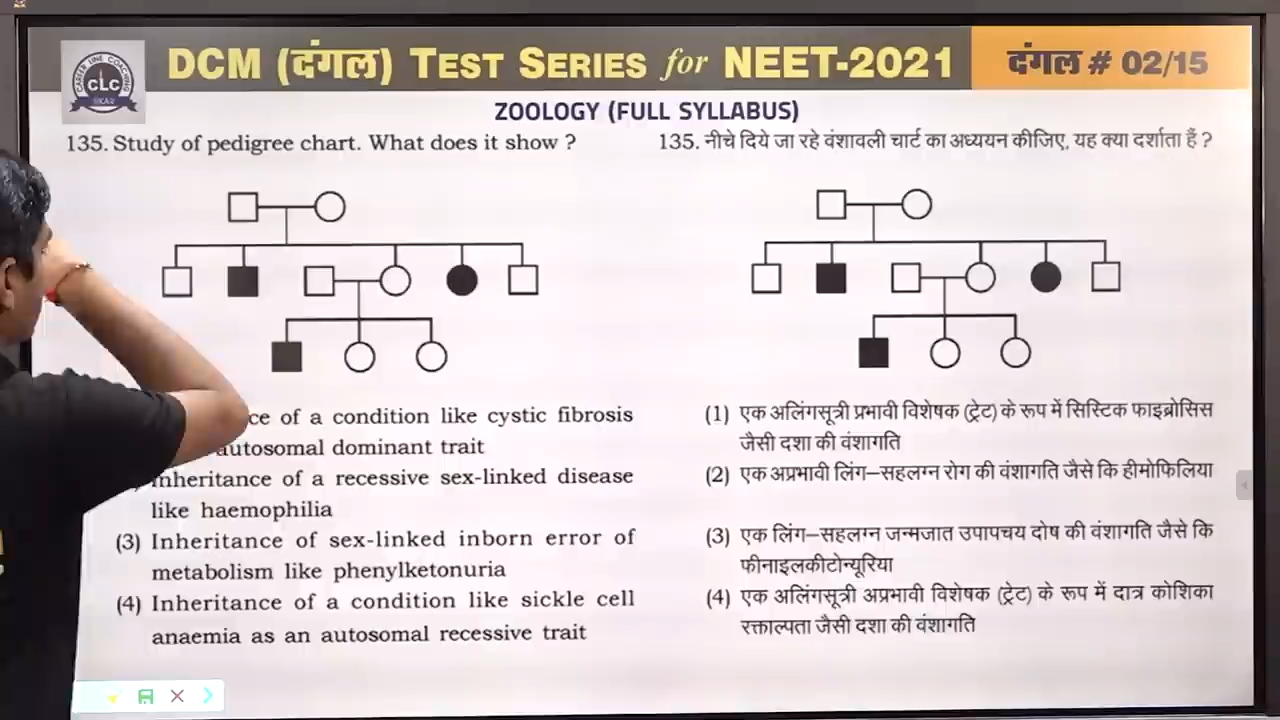 DCM (दंगल) TEST SERIES for NEET-2021
दंगल # 02/15
CAREER LINE COACHING
CLC
SIKAR
ZOOLOGY (FULL SYLLABUS)
135. Study of pedigree chart. What does it show ?
ce of a condition like cystic fibrosis
autosomal dominant trait
nheritance of a recessive sex-linked disease
like haemophilia
(3) Inheritance of sex-linked inborn error of
metabolism like phenylketonuria
(4) Inheritance of a condition like sickle cell
anaemia as an autosomal recessive trait
135. नीचे दिये जा रहे वंशावली चार्ट का अध्ययन कीजिए, यह क्या दर्शाता हैं ?
(1) एक अलिंगसूत्री प्रभावी विशेषक (ट्रेट) के रूप में सिस्टिक फाइब्रोसिस
जैसी दशा की वंशागति
(2) एक अप्रभावी लिंग–सहलग्न रोग की वंशागति जैसे कि हीमोफिलिया
(3) एक लिंग–सहलग्न जन्मजात उपापचय दोष की वंशागति जैसे कि
फीनाइलकीटोन्यूरिया
(4) एक अलिंगसूत्री अप्रभावी विशेषक (ट्रेट) के रूप में दात्र कोशिका
रक्ताल्पता जैसी दशा की वंशागति